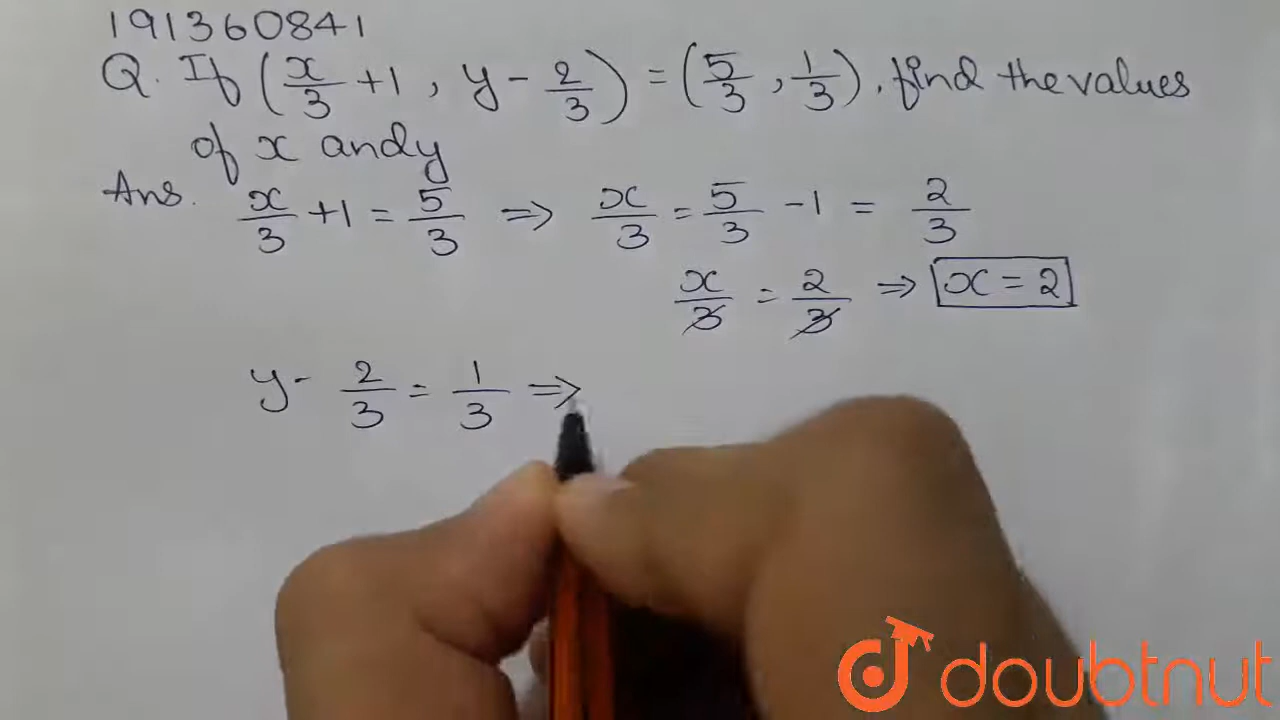 191360841
Q. If (x/3 +1, y - 2/3) = (5/3, 1/3), find the values
of x and y
Ans. x/3 +1 = 5/3 ⇒ x/3 = 5/3 - 1 = 2/3
x/3 = 2/3 ⇒ x = 2
y - 2/3 = 1/3 ⇒
doubtnut